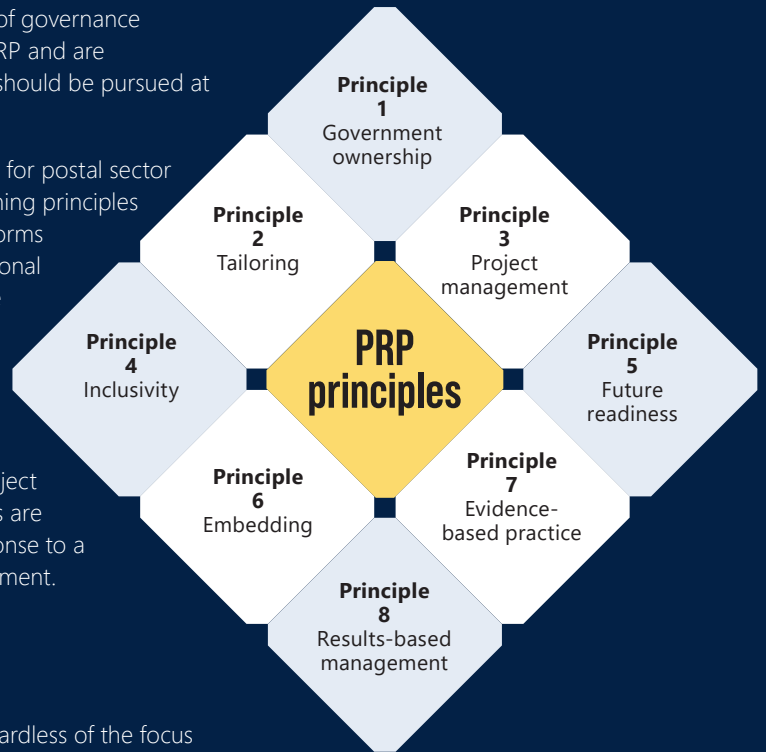 of governance
RP and are
should be pursued at
for postal sector
ning principles
orms
onal
ject
s are
onse to a
ment.
ardless of the focus
Principle
1
Government
ownership
Principle
2
Tailoring
Principle
3
Project
management
Principle
4
Inclusivity
PRP
principles
Principle
5
Future
readiness
Principle
6
Embedding
Principle
7
Evidence-
based practice
Principle
8
Results-based
management